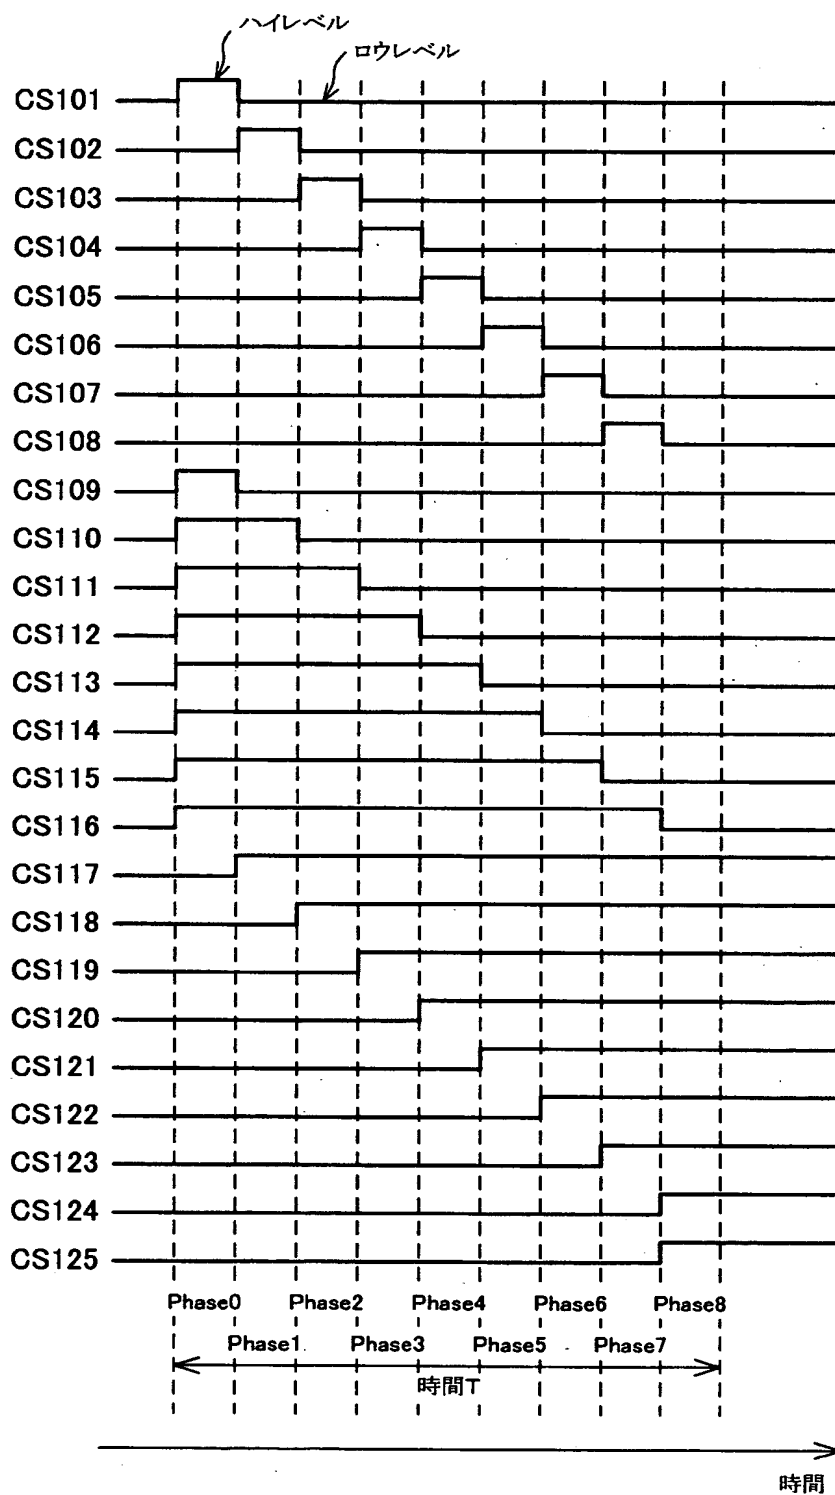 ハイレベル
ロウレベル
CS101
CS102
CS103
CS104
CS105
CS106
CS107
CS108
CS109
CS110
CS111
CS112
CS113
CS114
CS115
CS116
CS117
CS118
CS119
CS120
CS121
CS122
CS123
CS124
CS125
Phase0 Phase2 Phase4 Phase6 Phase8
Phase1 Phase3 Phase5 Phase7
時間T
時間